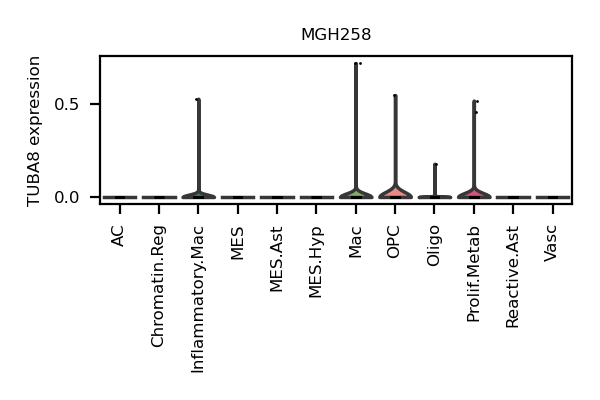 MGH258
TUBA8 expression
0.5
0.0
AC
Chromatin.Reg
Inflammatory.Mac
MES
MES.Ast
MES.Hyp
Mac
OPC
Oligo
Prolif.Metab
Reactive.Ast
Vasc